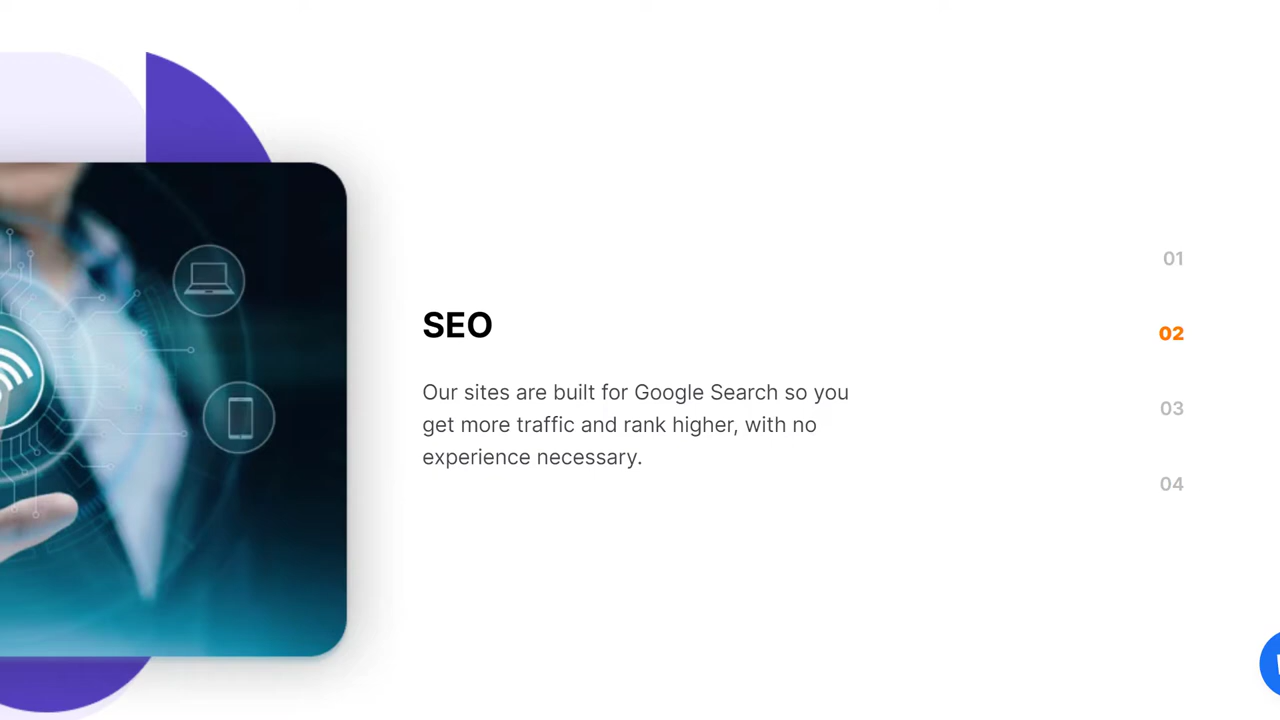 SEO
Our sites are built for Google Search so you
get more traffic and rank higher, with no
experience necessary.
01
02
03
04